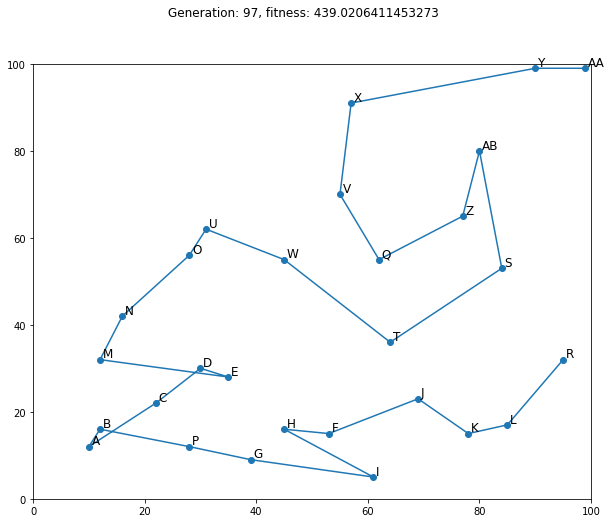 Generation: 97, fitness: 439.0206411453273
100
Y
AA
X
80
AB
V
Z
60
U
O
W
Q
S
40
N
T
M
D
E
R
20
C
J
B
A
H
F
K
L
P
G
I
0
0
20
40
60
80
100